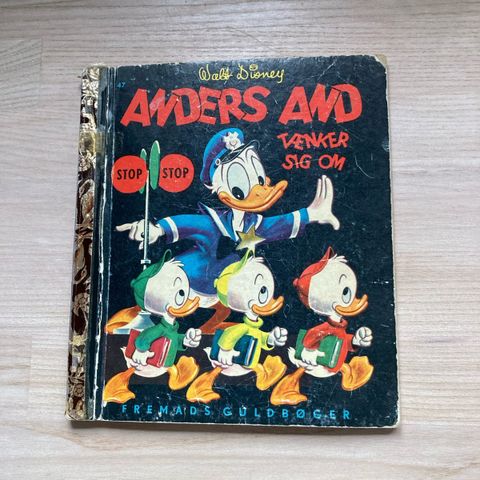 Walt Disney
47
ANDERS AND
TÆNKER
SIG OM
STOP STOP
FREMADS GULDBØGER